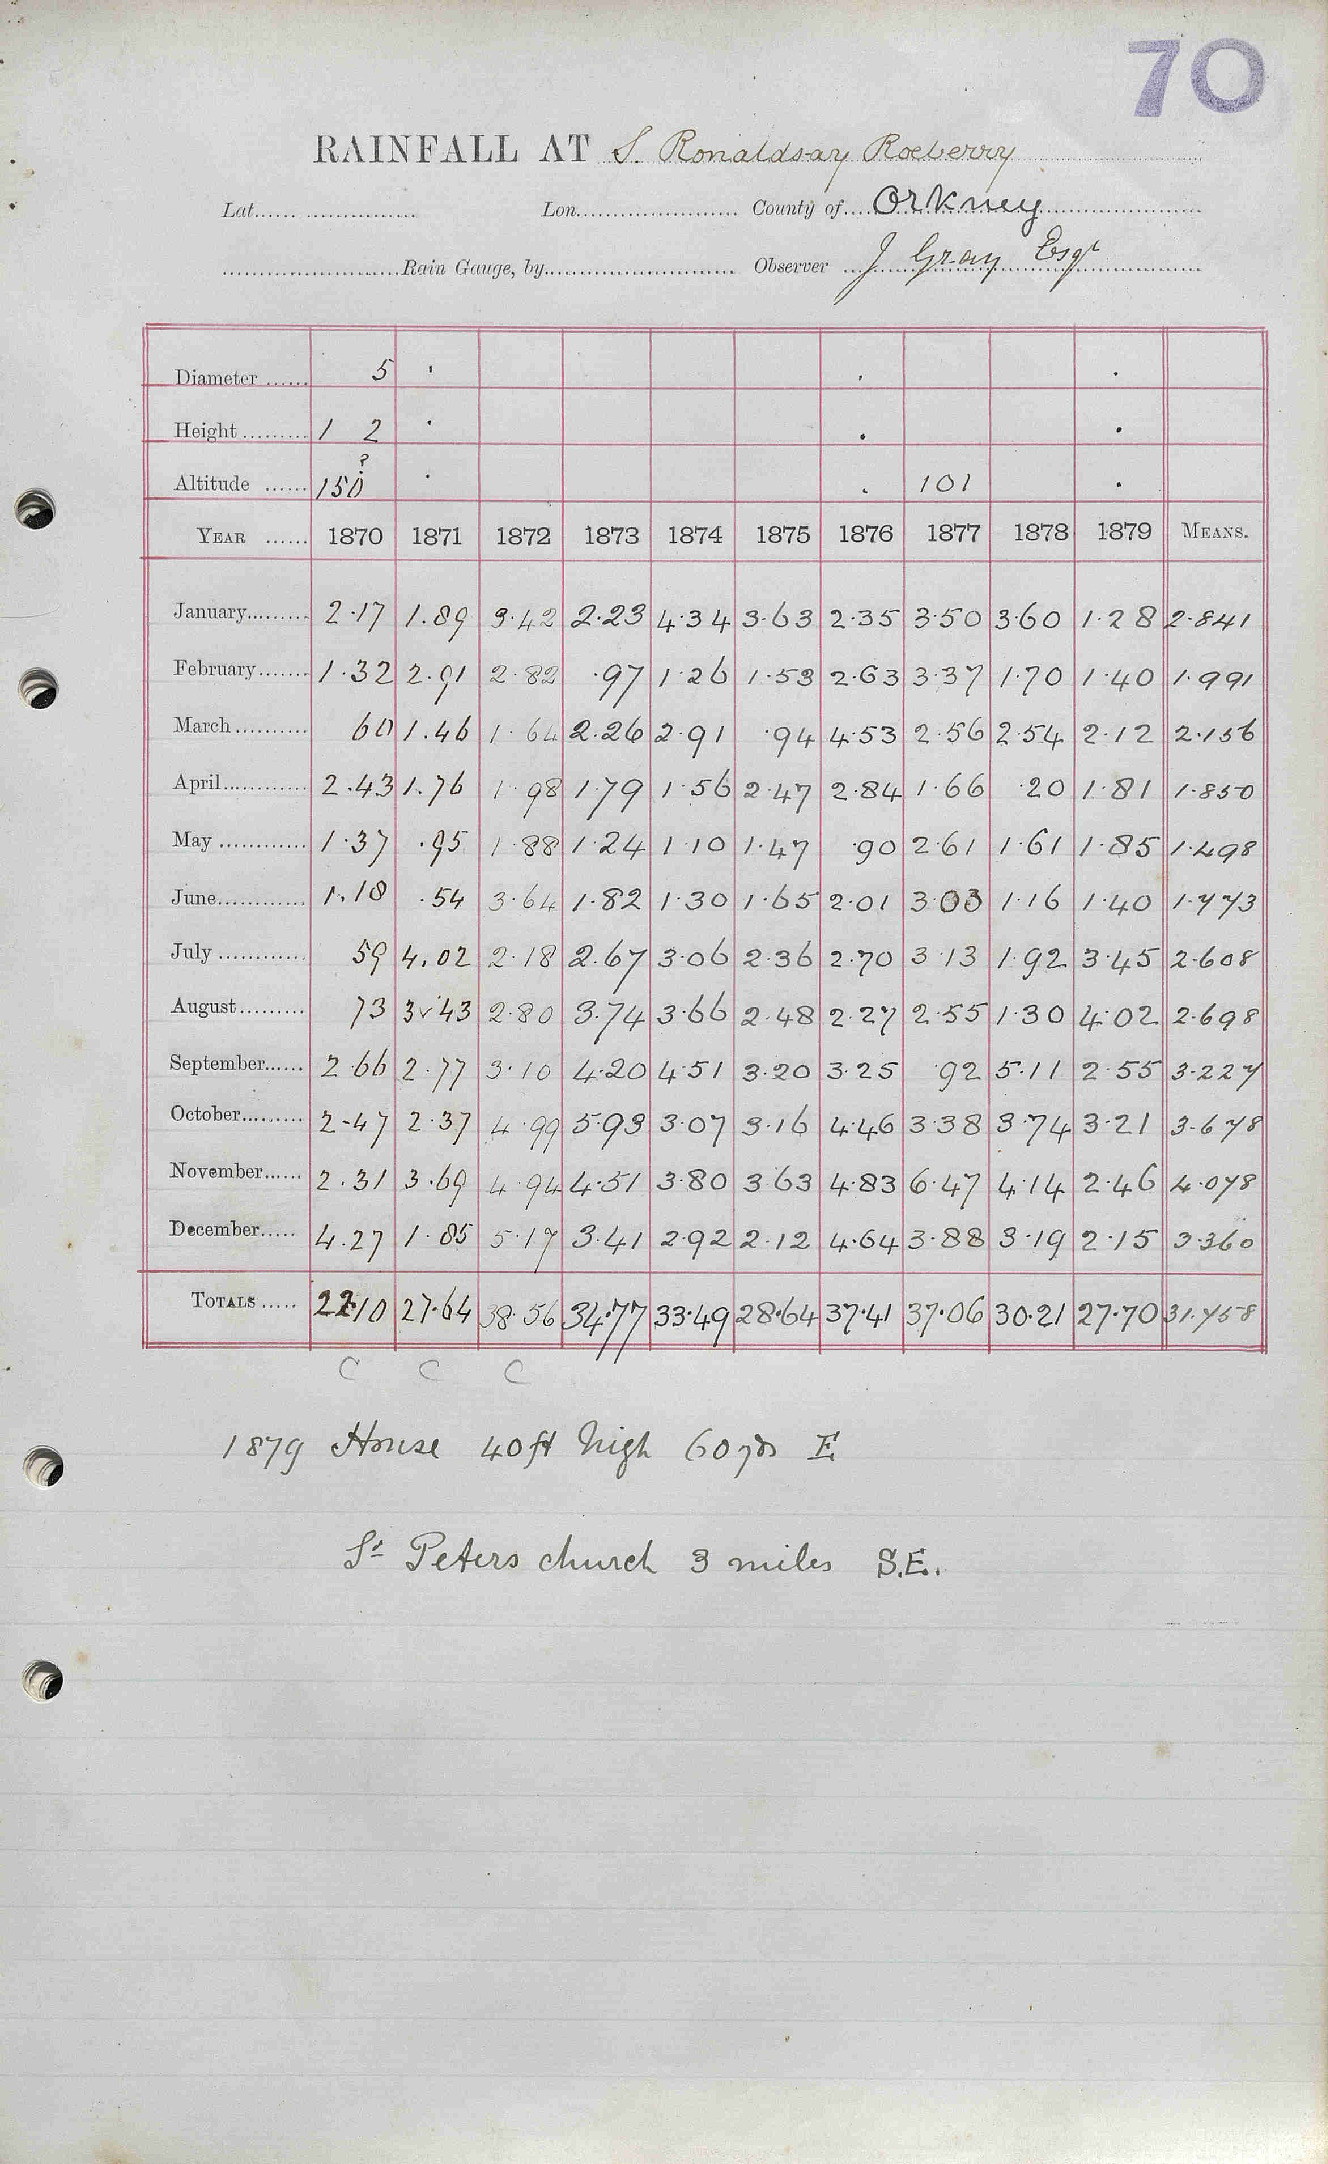 70
RAINFALL AT S. Ronaldsay Roeberry
Lat. Lon. County of Orkney
Rain Gauge, by Observer J Gray Esqr
Diameter 5
Height 1 2
Altitude 150 ? 101
YEAR 1870 1871 1872 1873 1874 1875 1876 1877 1878 1879 MEANS.
January 2.17 1.89 3.42 2.23 4.34 3.63 2.35 3.50 3.60 1.28 2.841
February 1.32 2.91 2.82 .97 1.26 1.53 2.63 3.37 1.70 1.40 1.991
March 60 1.46 1.64 2.26 2.91 .94 4.53 2.56 2.54 2.12 2.156
April 2.43 1.76 1.98 1.79 1.56 2.47 2.84 1.66 .20 1.81 1.850
May 1.37 .95 1.88 1.24 1.10 1.47 .90 2.61 1.61 1.85 1.498
June 1.18 .54 3.64 1.82 1.30 1.65 2.01 3.03 1.16 1.40 1.773
July 59 4.02 2.18 2.67 3.06 2.36 2.70 3.13 1.92 3.45 2.608
August 73 3.43 2.80 3.74 3.66 2.48 2.27 2.55 1.30 4.02 2.698
September 2.66 2.77 3.10 4.20 4.51 3.20 3.25 .92 5.11 2.55 3.227
October 2.47 2.37 4.99 5.93 3.07 3.16 4.46 3.38 3.74 3.21 3.678
November 2.31 3.69 4.94 4.51 3.80 3.63 4.83 6.47 4.14 2.46 4.078
December 4.27 1.85 5.17 3.41 2.92 2.12 4.64 3.88 3.19 2.15 3.360
TOTALS 22.10 27.64 38.56 34.77 33.49 28.64 37.41 37.06 30.21 27.70 31.758
C C C
1879 House 40ft high 60yds E
St Peters church 3 miles S.E.